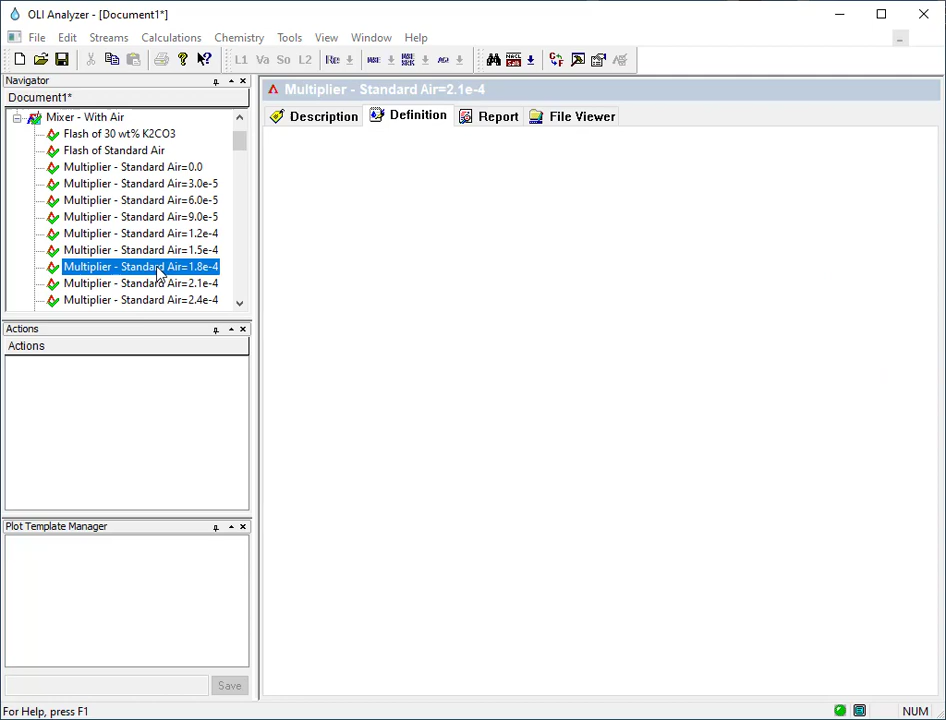 OLI Analyzer - [Document1*]
File Edit Streams Calculations Chemistry Tools View Window Help
L1 Va So L2
Navigator
Document1*
Multiplier - Standard Air=2.1e-4
Description Definition Report File Viewer
Mixer - With Air
Flash of 30 wt% K2CO3
Flash of Standard Air
Multiplier - Standard Air=0.0
Multiplier - Standard Air=3.0e-5
Multiplier - Standard Air=6.0e-5
Multiplier - Standard Air=9.0e-5
Multiplier - Standard Air=1.2e-4
Multiplier - Standard Air=1.5e-4
Multiplier - Standard Air=1.8e-4
Multiplier - Standard Air=2.1e-4
Multiplier - Standard Air=2.4e-4
Actions
Actions
Plot Template Manager
Save
For Help, press F1
NUM